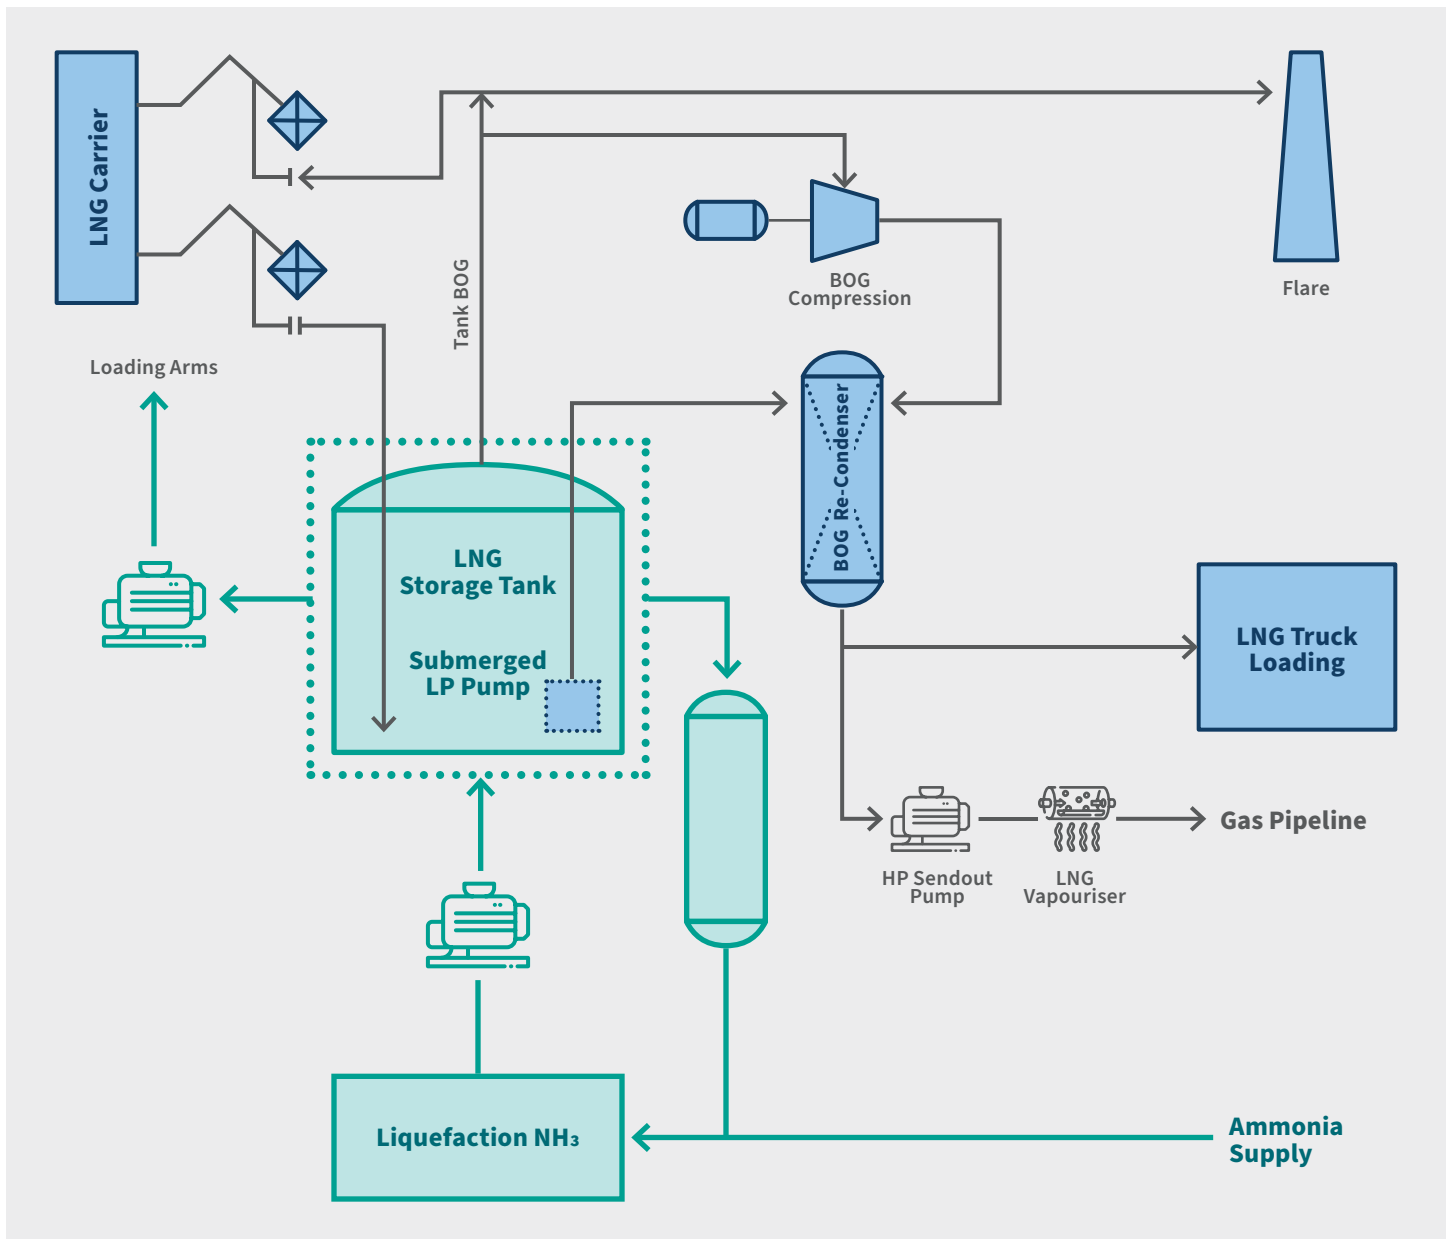 LNG Carrier
Loading Arms
Tank BOG
BOG
Compression
Flare
BOG Re-Condenser
LNG
Storage Tank
Submerged
LP Pump
LNG Truck
Loading
HP Sendout
Pump
LNG
Vapouriser
Gas Pipeline
Liquefaction NH₃
Ammonia
Supply